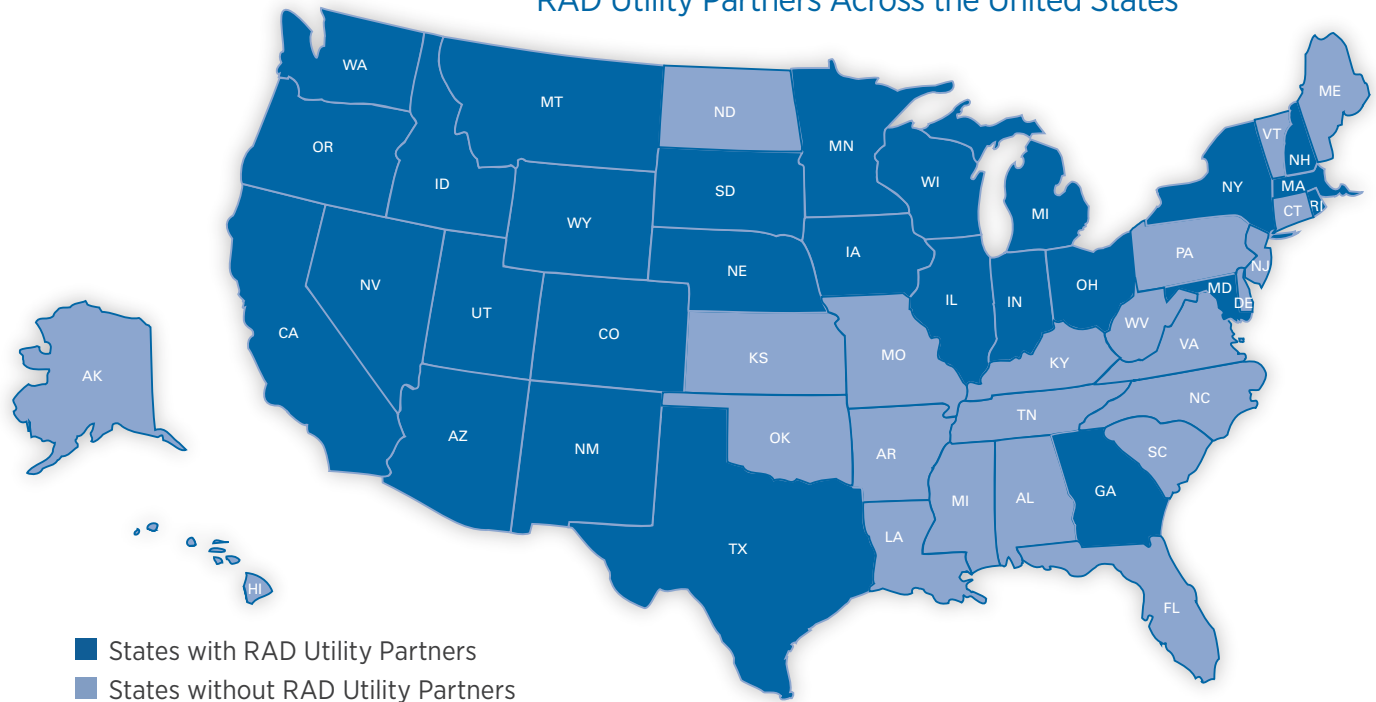 RAD Utility Partners Across the United States
WA
MT
ND
ME
OR
ID
MN
VT
NH
SD
WI
NY
MA
WY
MI
CT
RI
NE
IA
PA
NJ
NV
UT
IL
IN
OH
MD
DE
CA
CO
KS
MO
WV
VA
KY
AK
NC
AZ
NM
OK
TN
AR
SC
MI
AL
GA
LA
TX
HI
FL
States with RAD Utility Partners
States without RAD Utility Partners